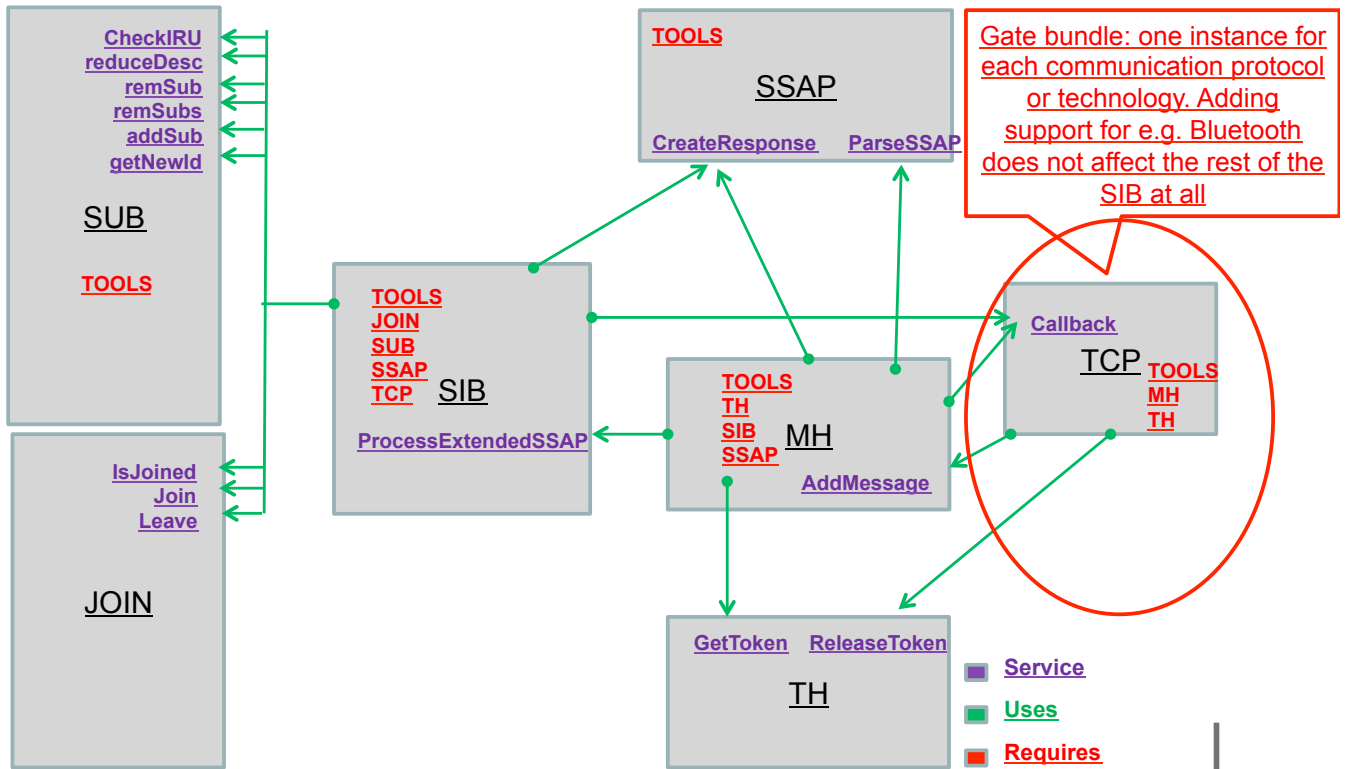 CheckIRU
reduceDesc
remSub
remSubs
addSub
getNewId
SUB
TOOLS
IsJoined
Join
Leave
JOIN
TOOLS
JOIN
SUB
SSAP
TCP
SIB
ProcessExtendedSSAP
TOOLS
SSAP
CreateResponse ParseSSAP
TOOLS
TH
SIB
SSAP
MH
AddMessage
GetToken ReleaseToken
TH
Gate bundle: one instance for
each communication protocol
or technology. Adding
support for e.g. Bluetooth
does not affect the rest of the
SIB at all
Callback
TCP
TOOLS
MH
TH
Service
Uses
Requires